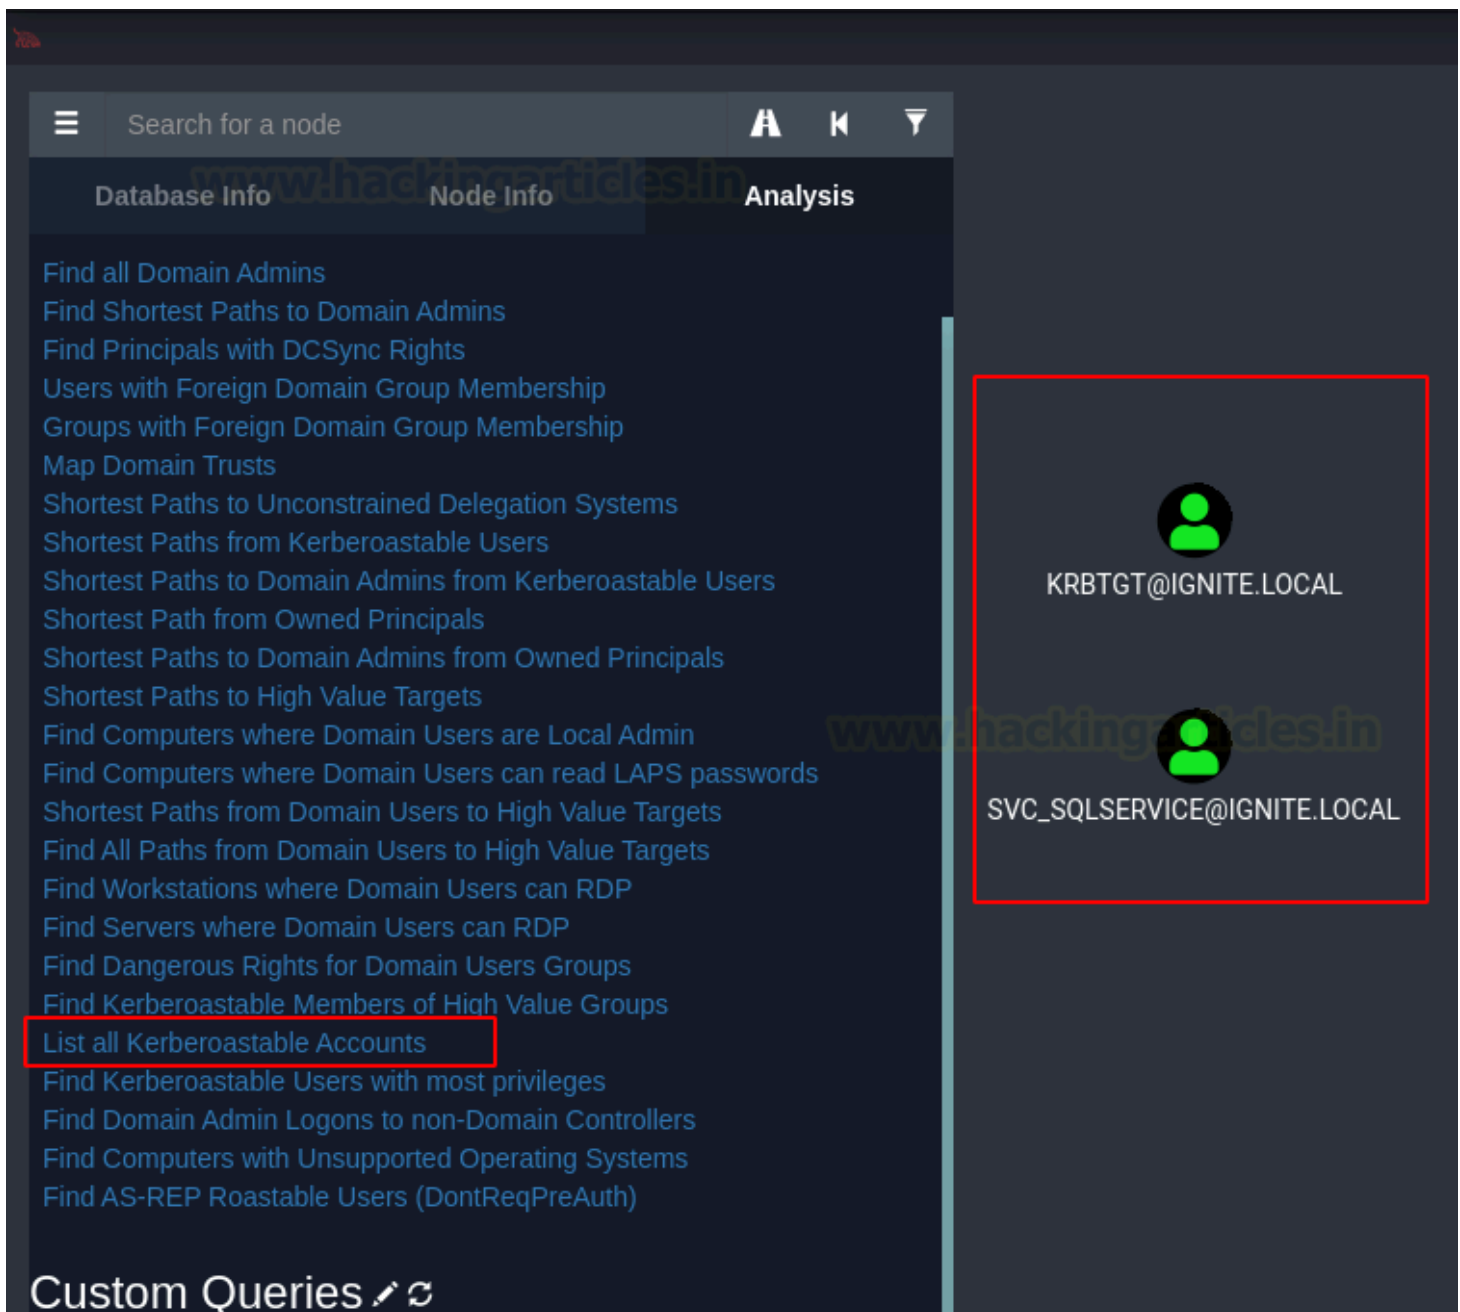 Search for a node
Database Info Node Info Analysis
www.hackingarticles.in
Find all Domain Admins
Find Shortest Paths to Domain Admins
Find Principals with DCSync Rights
Users with Foreign Domain Group Membership
Groups with Foreign Domain Group Membership
Map Domain Trusts
Shortest Paths to Unconstrained Delegation Systems
Shortest Paths from Kerberoastable Users
Shortest Paths to Domain Admins from Kerberoastable Users
Shortest Path from Owned Principals
Shortest Paths to Domain Admins from Owned Principals
Shortest Paths to High Value Targets
Find Computers where Domain Users are Local Admin
Find Computers where Domain Users can read LAPS passwords
Shortest Paths from Domain Users to High Value Targets
Find All Paths from Domain Users to High Value Targets
Find Workstations where Domain Users can RDP
Find Servers where Domain Users can RDP
Find Dangerous Rights for Domain Users Groups
Find Kerberoastable Members of High Value Groups
List all Kerberoastable Accounts
Find Kerberoastable Users with most privileges
Find Domain Admin Logons to non-Domain Controllers
Find Computers with Unsupported Operating Systems
Find AS-REP Roastable Users (DontReqPreAuth)
Custom Queries
KRBTGT@IGNITE.LOCAL
www.hackingarticles.in
SVC_SQLSERVICE@IGNITE.LOCAL